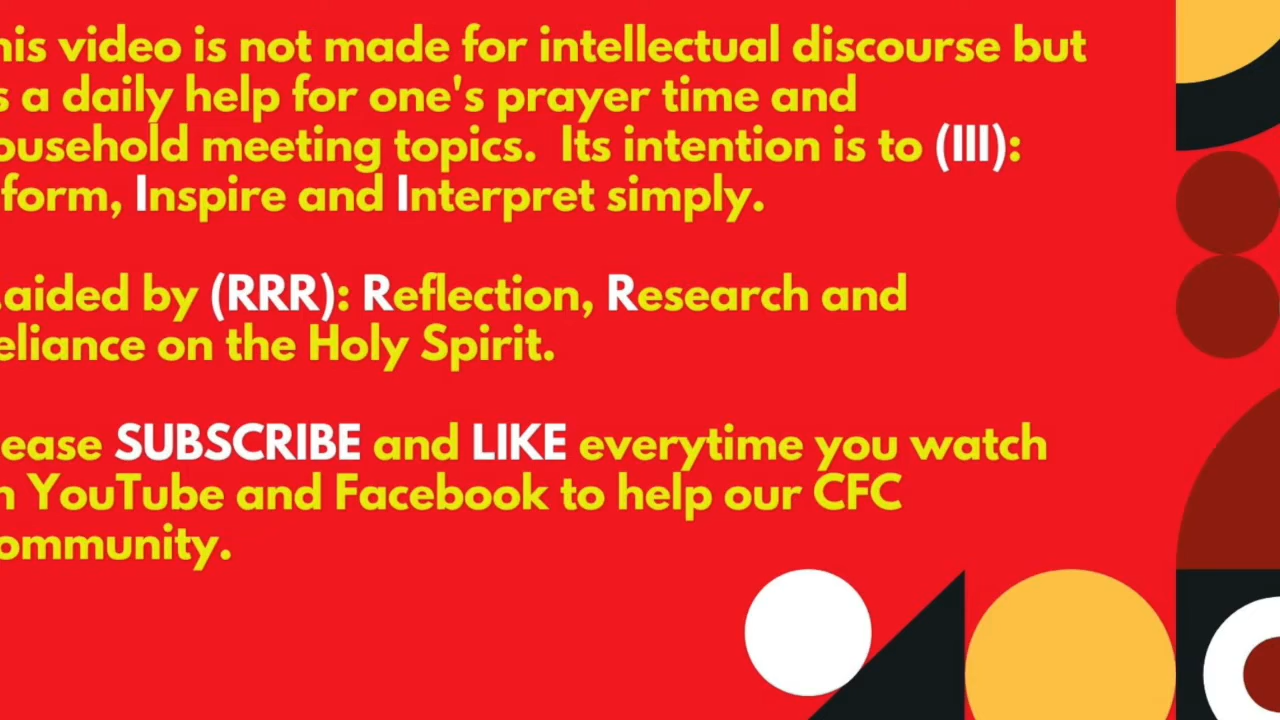 his video is not made for intellectual discourse but
s a daily help for one's prayer time and
ousehold meeting topics. Its intention is to (III):
form, Inspire and Interpret simply.
.aided by (RRR): Reflection, Research and
eliance on the Holy Spirit.
lease SUBSCRIBE and LIKE everytime you watch
n YouTube and Facebook to help our CFC
ommunity.